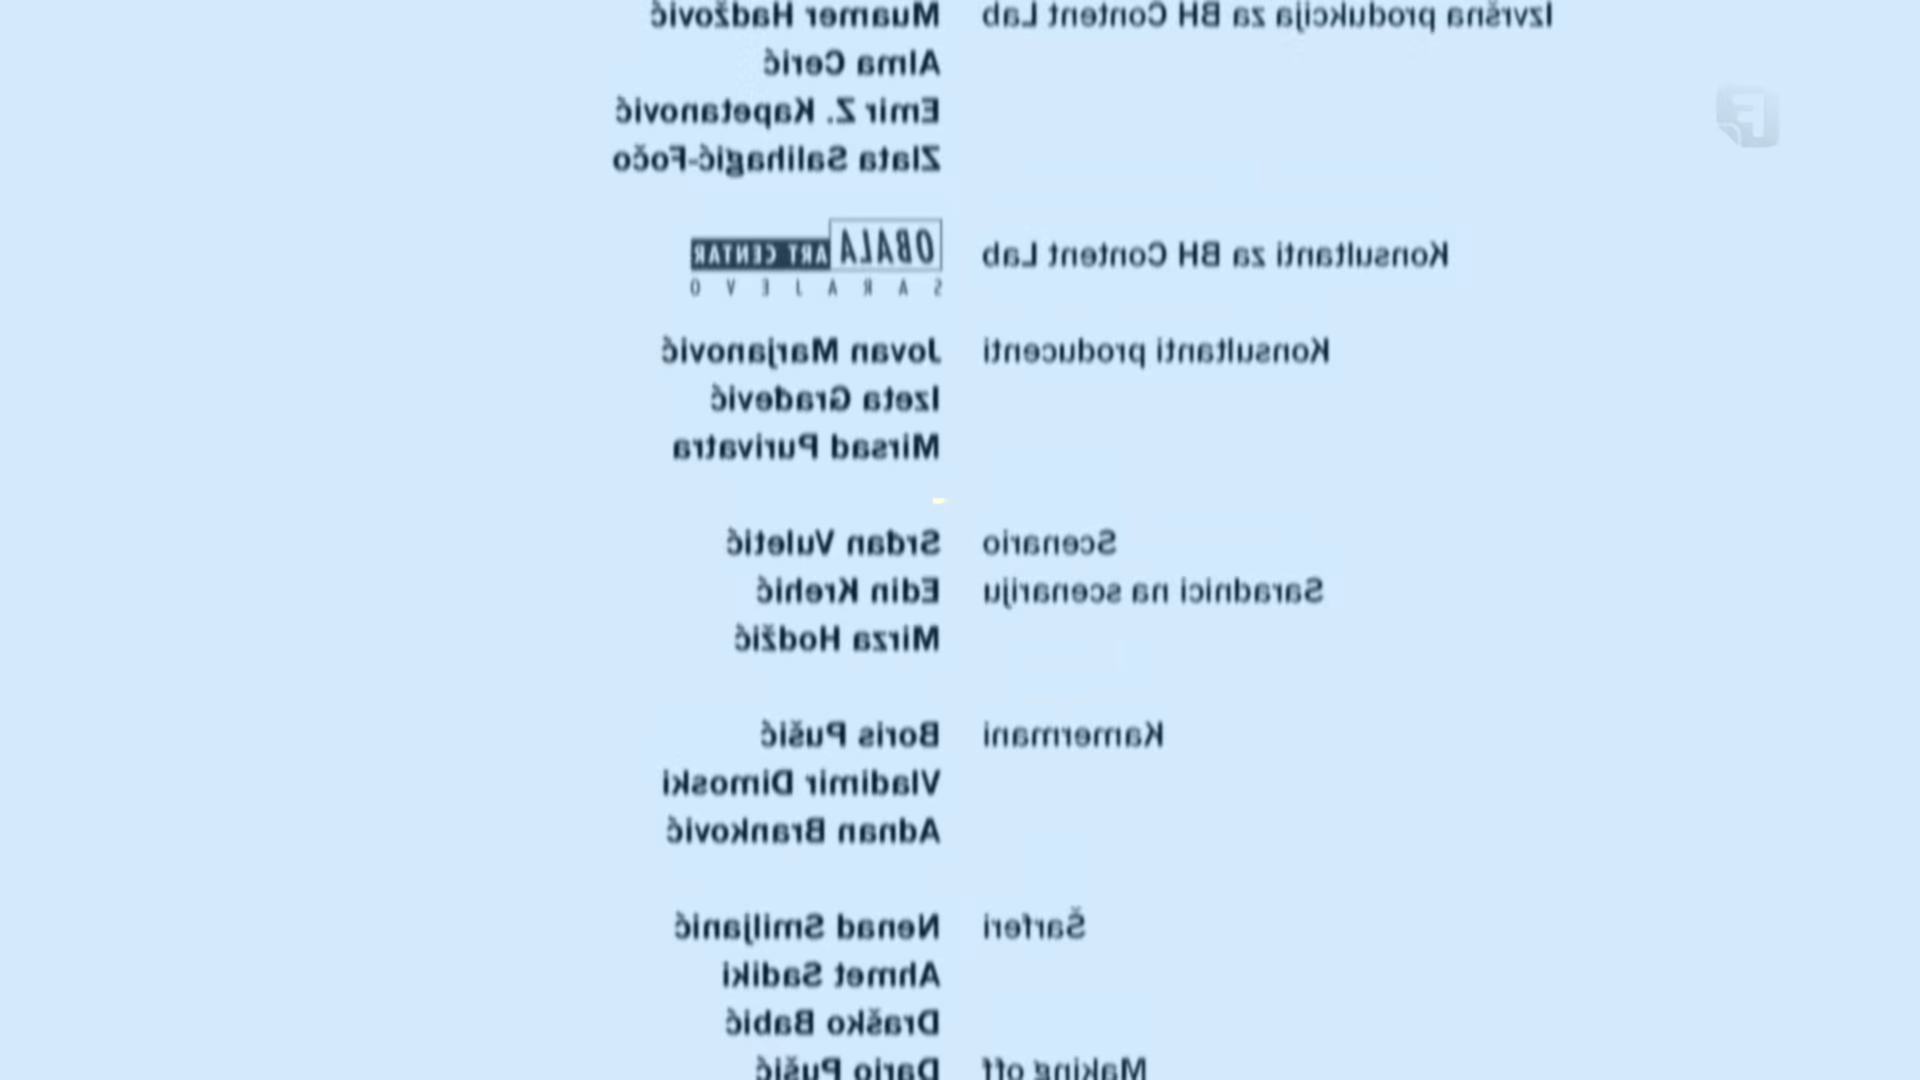 Izvršna produkcija za BH Content Lab Muamer Hadžović
Alma Cerić
Emir Z. Kapetanović
Zlata Salihagić-Fočo
Konsultanti za BH Content Lab OBALA ART CENTAR
SARAJEVO
Konsultanti producenti Jovan Marjanović
Izeta Građević
Mirsad Purivatra
Scenario Srđan Vuletić
Saradnici na scenariju Edin Krehić
Mirza Hodžić
Kamermani Boris Pušić
Vladimir Dimoski
Adnan Branković
Šarferi Nenad Smiljanić
Ahmet Sadiki
Draško Babić
Making off Dario Pušić
F